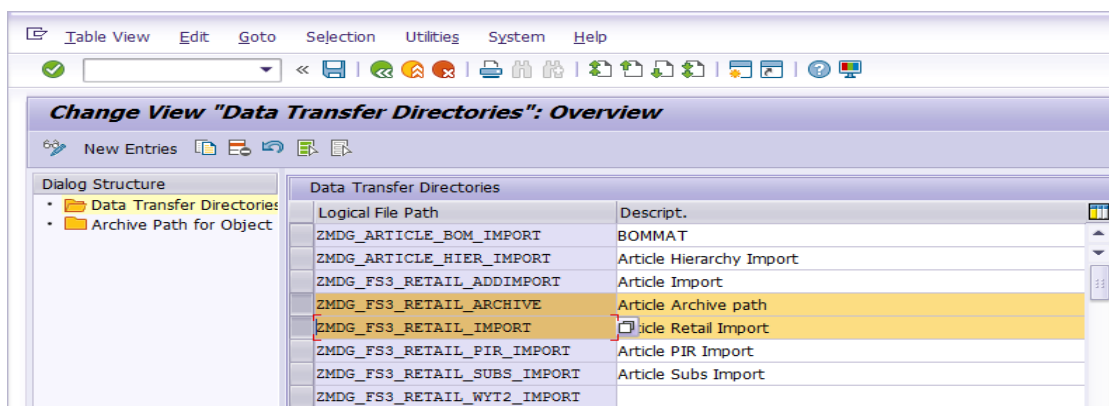 Table View Edit Goto Selection Utilities System Help
Change View "Data Transfer Directories": Overview
New Entries
Dialog Structure
Data Transfer Directories
Archive Path for Object
Data Transfer Directories
Logical File Path Descript.
ZMDG_ARTICLE_BOM_IMPORT BOMMAT
ZMDG_ARTICLE_HIER_IMPORT Article Hierarchy Import
ZMDG_FS3_RETAIL_ADDIMPORT Article Import
ZMDG_FS3_RETAIL_ARCHIVE Article Archive path
ZMDG_FS3_RETAIL_IMPORT icle Retail Import
ZMDG_FS3_RETAIL_PIR_IMPORT Article PIR Import
ZMDG_FS3_RETAIL_SUBS_IMPORT Article Subs Import
ZMDG_FS3_RETAIL_WYT2_IMPORT